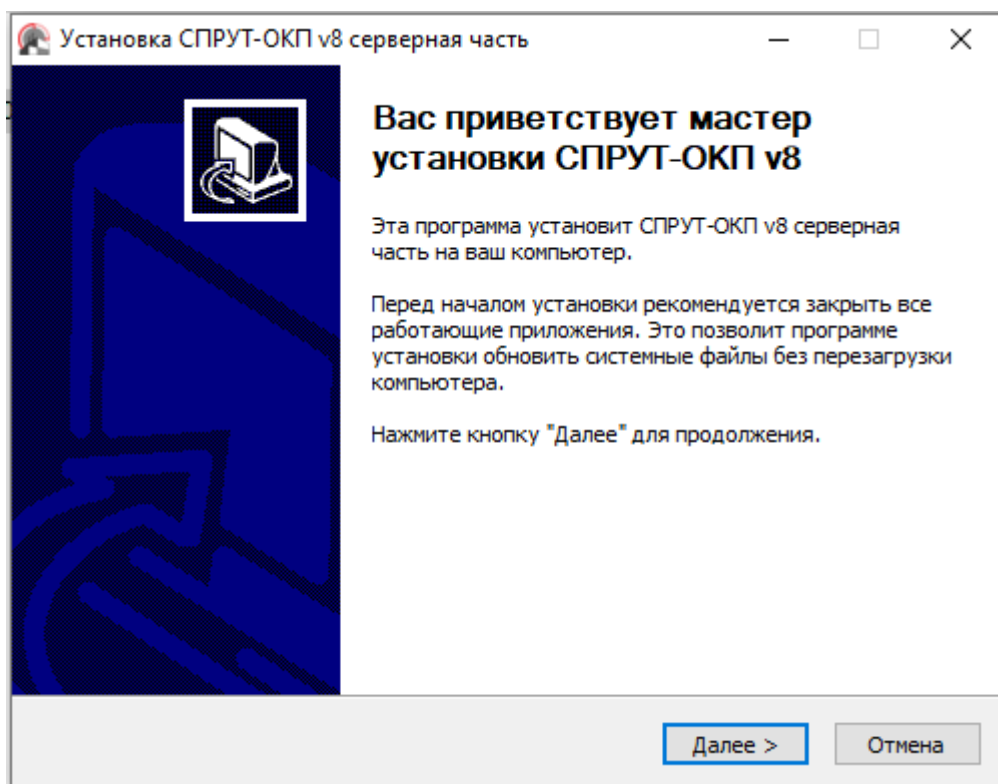 Установка СПРУТ-ОКП v8 серверная часть
Вас приветствует мастер
установки СПРУТ-ОКП v8
Эта программа установит СПРУТ-ОКП v8 серверная
часть на ваш компьютер.
Перед началом установки рекомендуется закрыть все
работающие приложения. Это позволит программе
установки обновить системные файлы без перезагрузки
компьютера.
Нажмите кнопку "Далее" для продолжения.
Далее >
Отмена